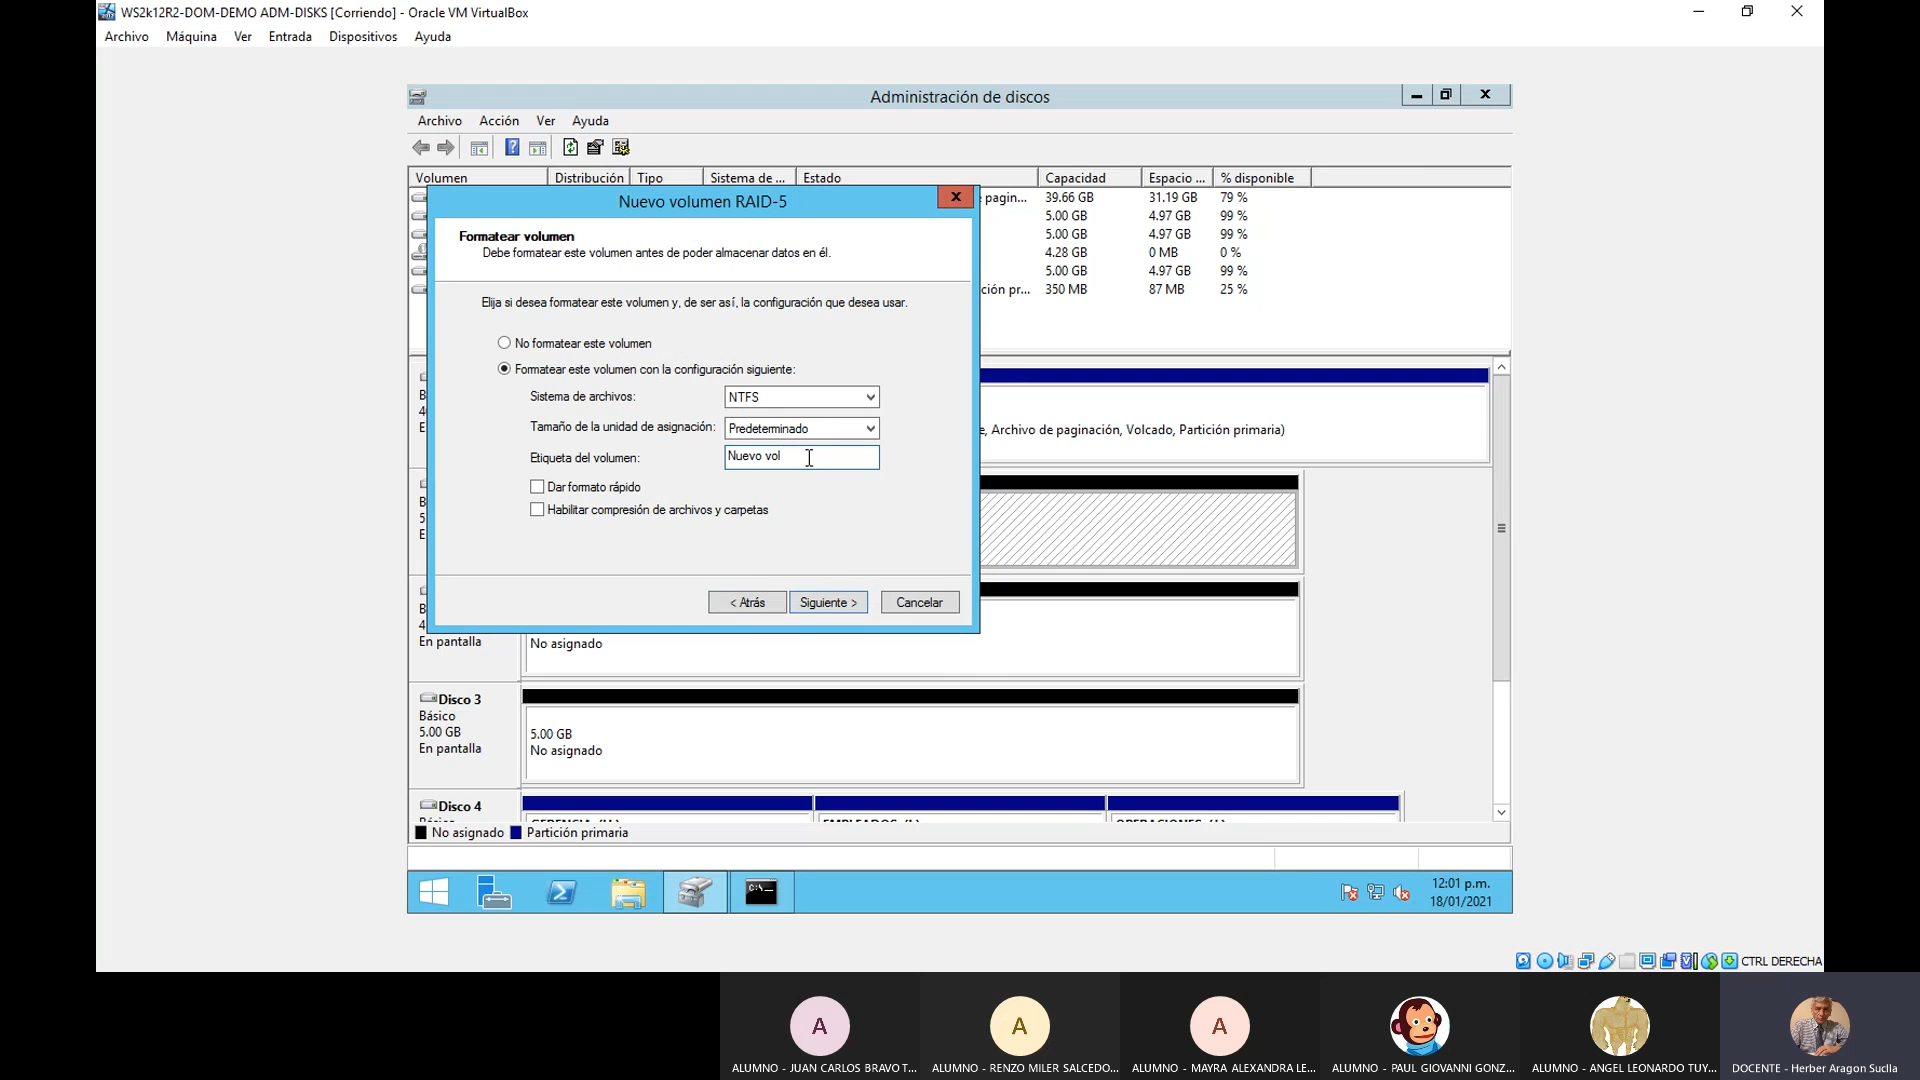 WS2k12R2-DOM-DEMO ADM-DISKS [Corriendo] - Oracle VM VirtualBox
Archivo Máquina Ver Entrada Dispositivos Ayuda
Administración de discos
Archivo Acción Ver Ayuda
Volumen Distribución Tipo Sistema de ... Estado Capacidad Espacio ... % disponible
pagin... 39.66 GB 31.19 GB 79 %
5.00 GB 4.97 GB 99 %
5.00 GB 4.97 GB 99 %
4.28 GB 0 MB 0 %
5.00 GB 4.97 GB 99 %
ción pr... 350 MB 87 MB 25 %
Nuevo volumen RAID-5
Formatear volumen
Debe formatear este volumen antes de poder almacenar datos en él.
Elija si desea formatear este volumen y, de ser así, la configuración que desea usar.
No formatear este volumen
Formatear este volumen con la configuración siguiente:
Sistema de archivos: NTFS
Tamaño de la unidad de asignación: Predeterminado
Etiqueta del volumen: Nuevo vol
Dar formato rápido
Habilitar compresión de archivos y carpetas
< Atrás Siguiente > Cancelar
e, Archivo de paginación, Volcado, Partición primaria)
En pantalla
No asignado
Disco 3
Básico
5.00 GB
En pantalla
5.00 GB
No asignado
Disco 4
No asignado Partición primaria
12:01 p.m.
18/01/2021
CTRL DERECHA
A A A
ALUMNO - JUAN CARLOS BRAVO T... ALUMNO - RENZO MILER SALCEDO... ALUMNO - MAYRA ALEXANDRA LE... ALUMNO - PAUL GIOVANNI GONZ... ALUMNO - ANGEL LEONARDO TUY... DOCENTE - Herber Aragon Suclla